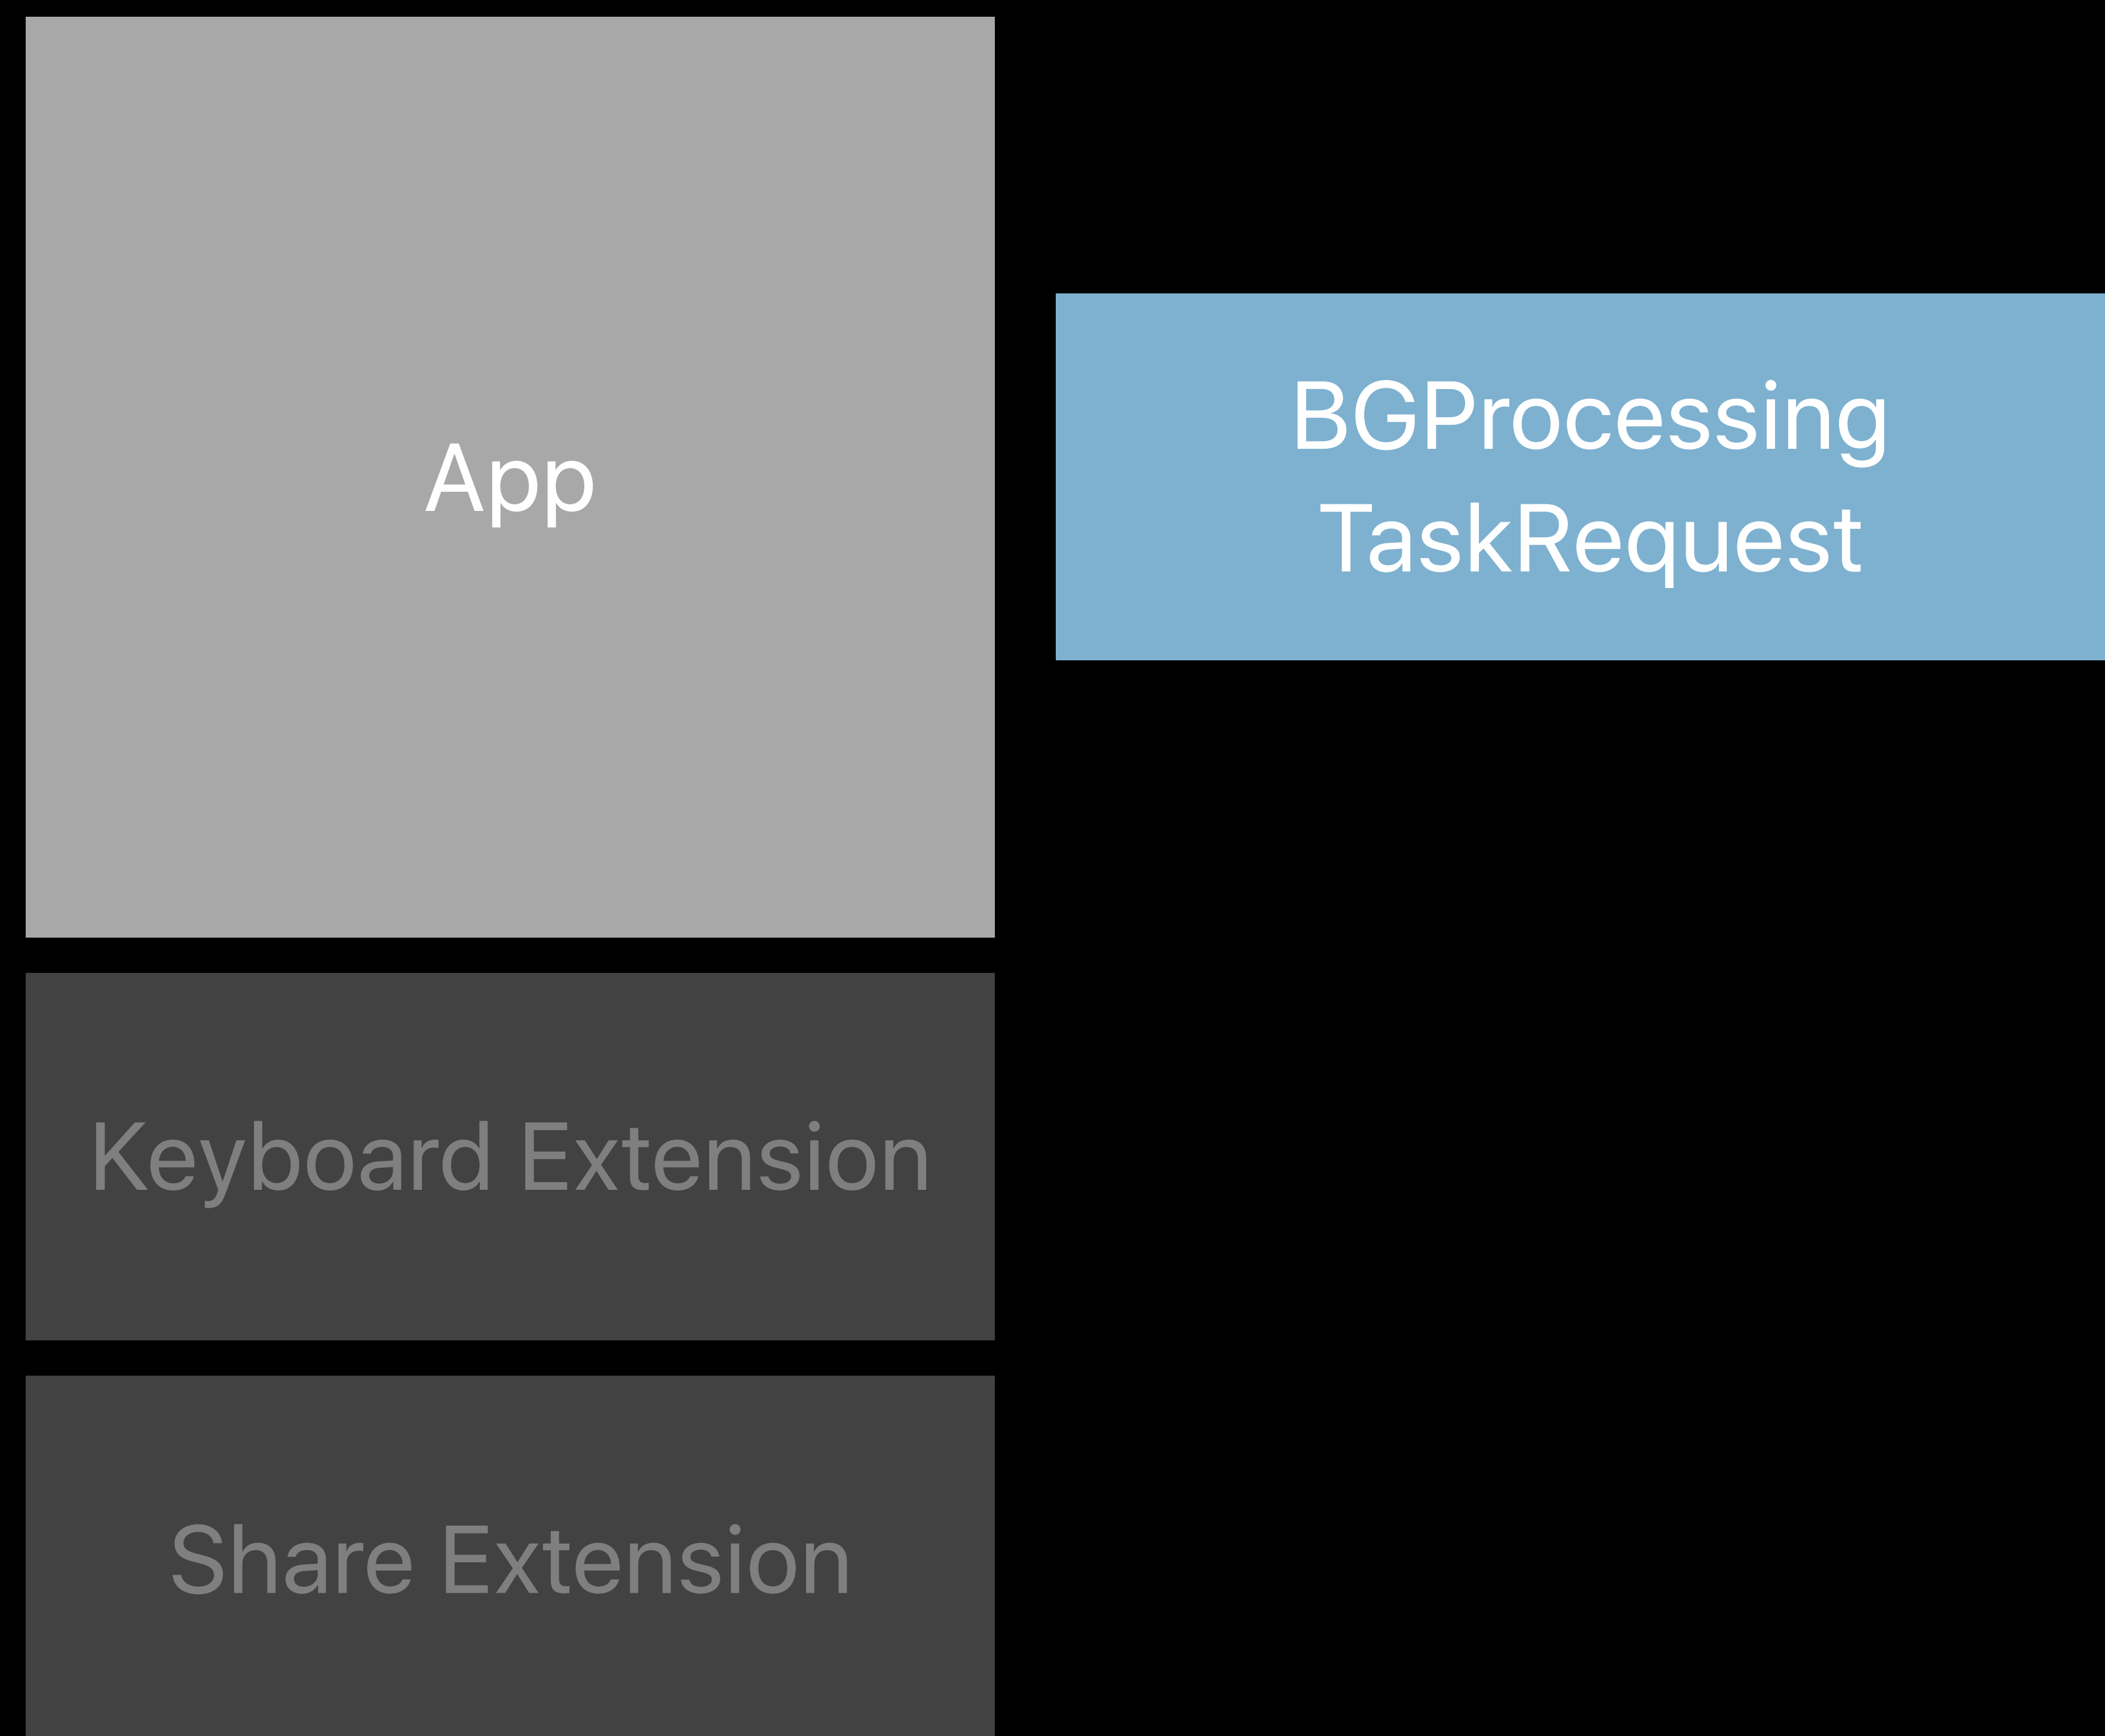 App
BGProcessing
TaskRequest
Keyboard Extension
Share Extension